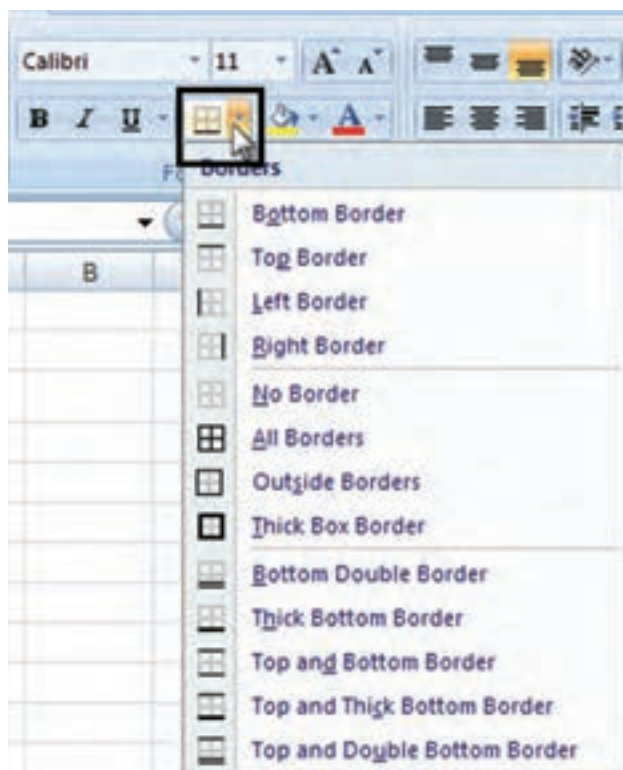 Calibri 11 A A
B I U A
Borders
B
Bottom Border
Top Border
Left Border
Right Border
No Border
All Borders
Outside Borders
Thick Box Border
Bottom Double Border
Thick Bottom Border
Top and Bottom Border
Top and Thick Bottom Border
Top and Double Bottom Border